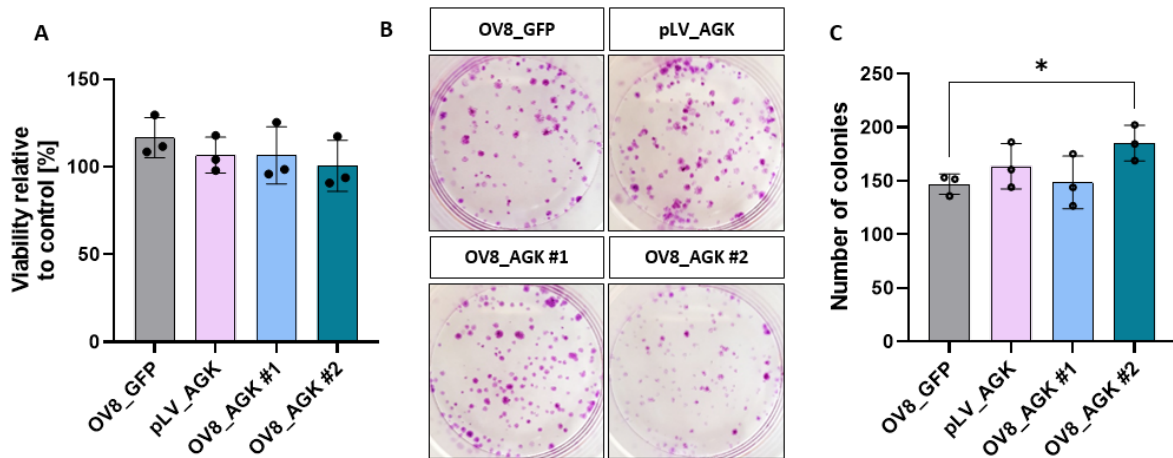 A
Viability relative
to control [%]
150
100
50
0
OV8_GFP
pLV_AGK
OV8_AGK #1
OV8_AGK #2
B
OV8_GFP
pLV_AGK
OV8_AGK #1
OV8_AGK #2
C
Number of colonies
250
200
150
100
50
0
*
OV8_GFP
pLV_AGK
OV8_AGK #1
OV8_AGK #2